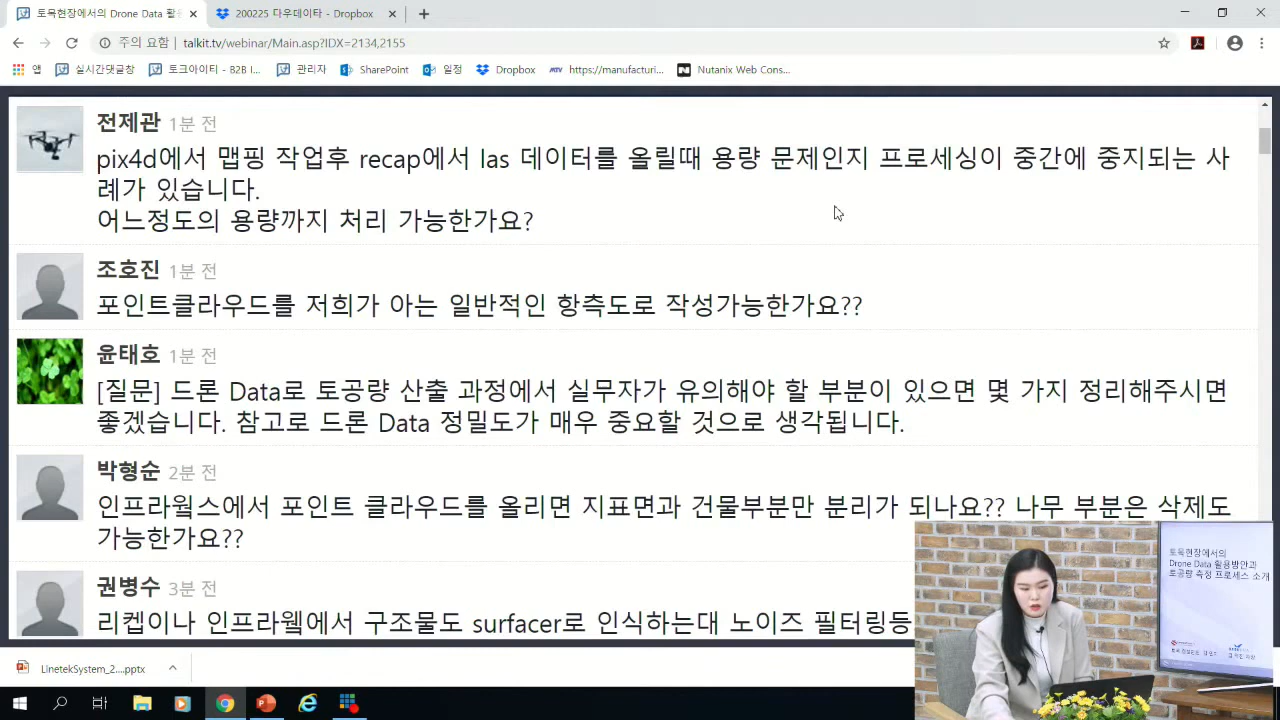 토목현장에서의 Drone Data 활용
200225 다우데이타 - Dropbox
주의 요함 | talkit.tv/webinar/Main.asp?IDX=2134,2155
앱
실시간댓글창
토크아이티 - B2B I...
관리자
SharePoint
일정
Dropbox
https://manufacturi...
Nutanix Web Cons...
전제관 1분 전
pix4d에서 맵핑 작업후 recap에서 las 데이터를 올릴때 용량 문제인지 프로세싱이 중간에 중지되는 사
례가 있습니다.
어느정도의 용량까지 처리 가능한가요?
조호진 1분 전
포인트클라우드를 저희가 아는 일반적인 항측도로 작성가능한가요??
윤태호 1분 전
[질문] 드론 Data로 토공량 산출 과정에서 실무자가 유의해야 할 부분이 있으면 몇 가지 정리해주시면
좋겠습니다. 참고로 드론 Data 정밀도가 매우 중요할 것으로 생각됩니다.
박형순 2분 전
인프라웍스에서 포인트 클라우드를 올리면 지표면과 건물부분만 분리가 되나요?? 나무 부분은 삭제도
가능한가요??
권병수 3분 전
리켑이나 인프라웤에서 구조물도 surfacer로 인식하는대 노이즈 필터링등
토목현장에서의
Drone Data 활용방안과
토공량 측정 프로세스 소개
LInetekSystem_2....pptx